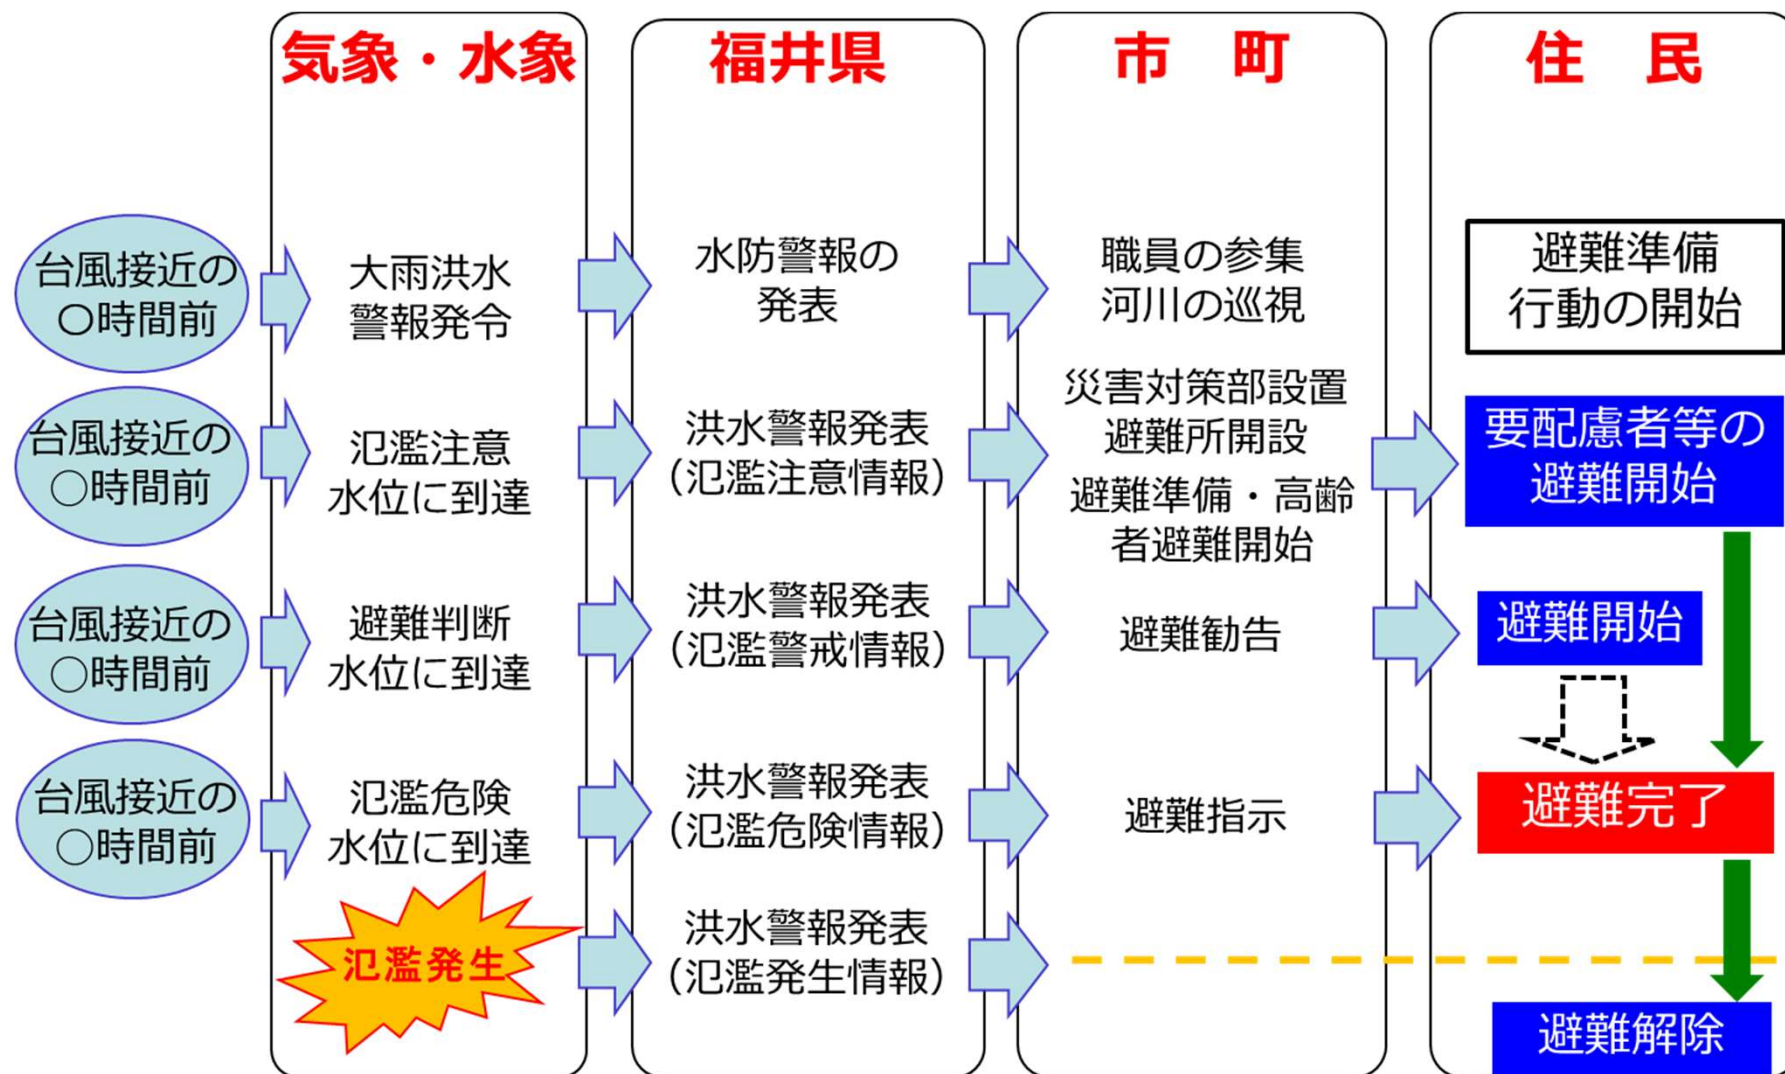 気象・水象
福井県
市　町
住　民
台風接近の
〇時間前
大雨洪水
警報発令
水防警報の
発表
職員の参集
河川の巡視
避難準備
行動の開始
台風接近の
○時間前
氾濫注意
水位に到達
洪水警報発表
（氾濫注意情報）
災害対策部設置
避難所開設
避難準備・高齢
者避難開始
要配慮者等の
避難開始
台風接近の
○時間前
避難判断
水位に到達
洪水警報発表
（氾濫警戒情報）
避難勧告
避難開始
台風接近の
○時間前
氾濫危険
水位に到達
洪水警報発表
（氾濫危険情報）
避難指示
避難完了
氾濫発生
洪水警報発表
（氾濫発生情報）
避難解除